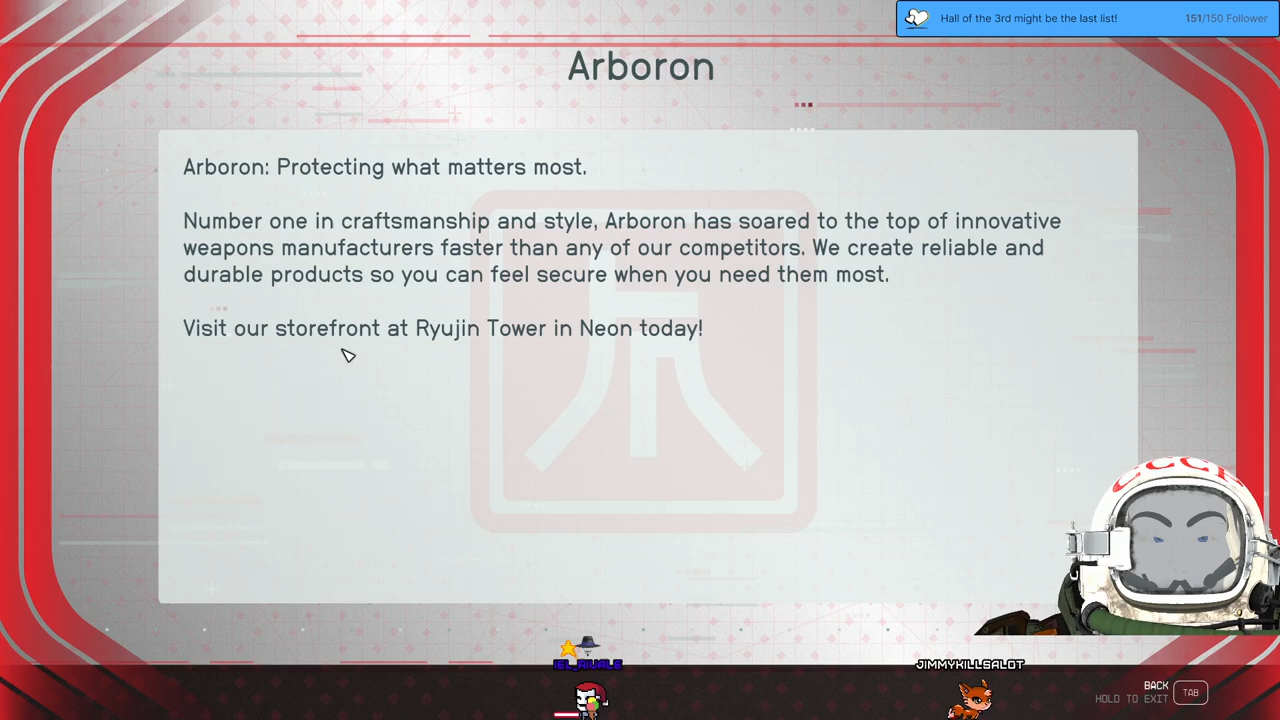 Hall of the 3rd might be the last list!
151/150 Follower
Arboron
Arboron: Protecting what matters most.
Number one in craftsmanship and style, Arboron has soared to the top of innovative
weapons manufacturers faster than any of our competitors. We create reliable and
durable products so you can feel secure when you need them most.
Visit our storefront at Ryujin Tower in Neon today!
СССР
IEL_RIVALE
JIMMYKILLSALOT
BACK
HOLD TO EXIT
TAB